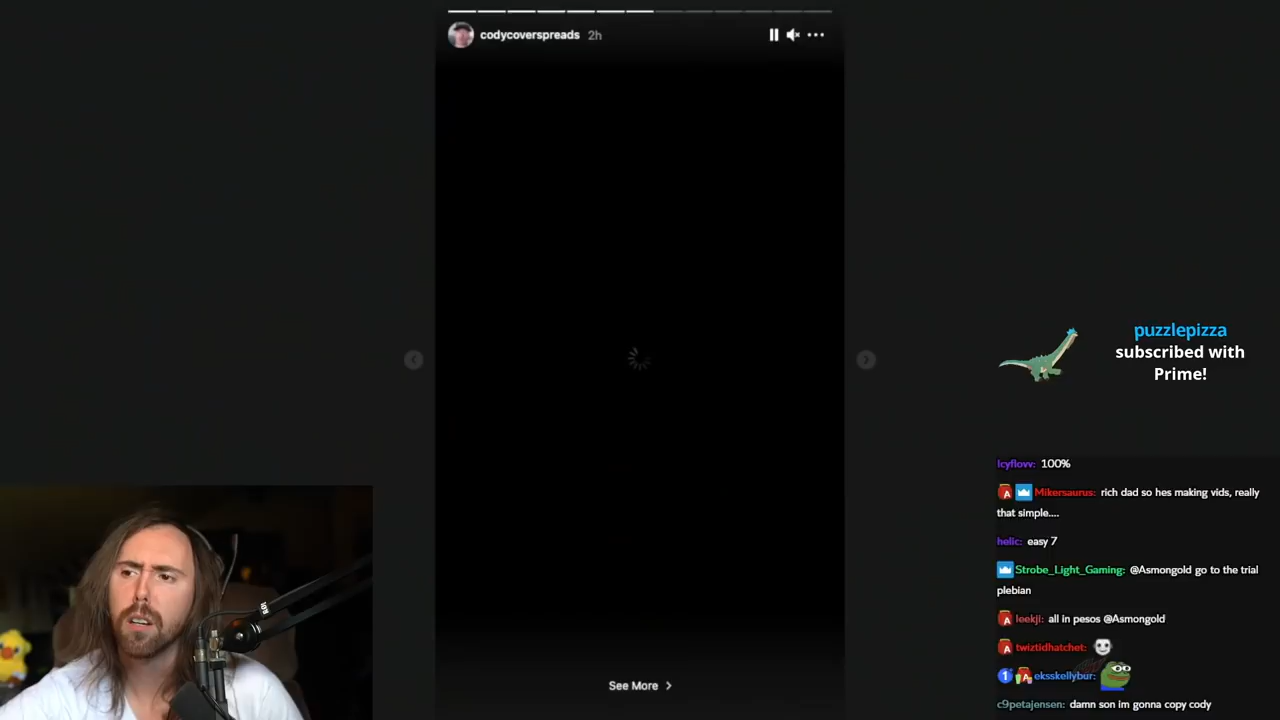 codycoverspreads 2h
See More
puzzlepizza
subscribed with
Prime!
Icyflovv: 100%
Mikersaurus: rich dad so hes making vids, really
that simple....
helic: easy 7
Strobe_Light_Gaming: @Asmongold go to the trial
plebian
leekji: all in pesos @Asmongold
twiztidhatchet:
eksskellybur:
c9petajensen: damn son im gonna copy cody